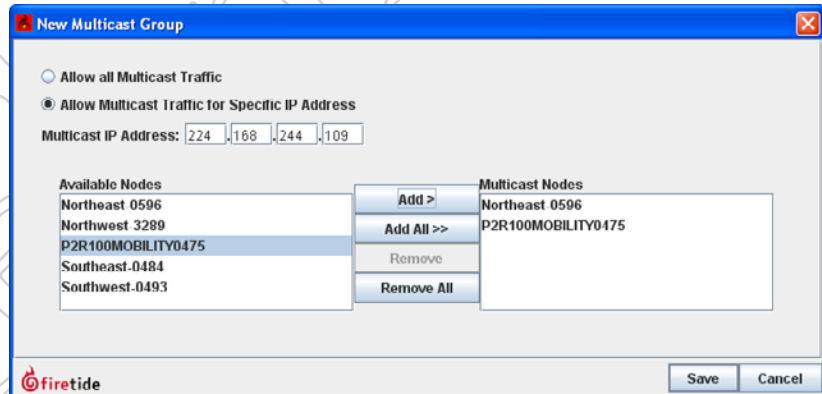 New Multicast Group
Allow all Multicast Traffic
Allow Multicast Traffic for Specific IP Address
Multicast IP Address: 224 .168 .244 .109
Available Nodes
Northeast-0596
Northwest-3289
P2R100MOBILITY0475
Southeast-0484
Southwest-0493
Add >
Add All >>
Remove
Remove All
Multicast Nodes
Northeast-0596
P2R100MOBILITY0475
firetide
Save
Cancel